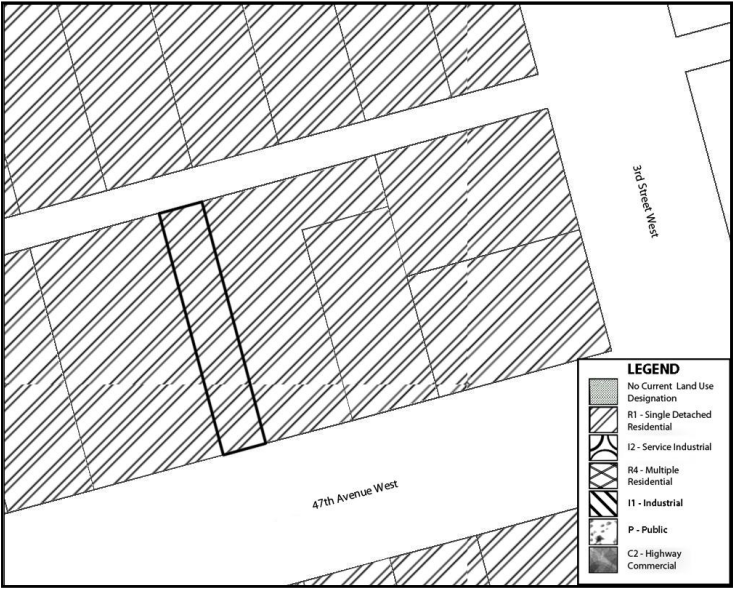 3rd Street West
47th Avenue West
LEGEND
No Current Land Use
Designation
R1 - Single Detached
Residential
I2 - Service Industrial
R4 - Multiple
Residential
I1 - Industrial
P - Public
C2 - Highway
Commercial